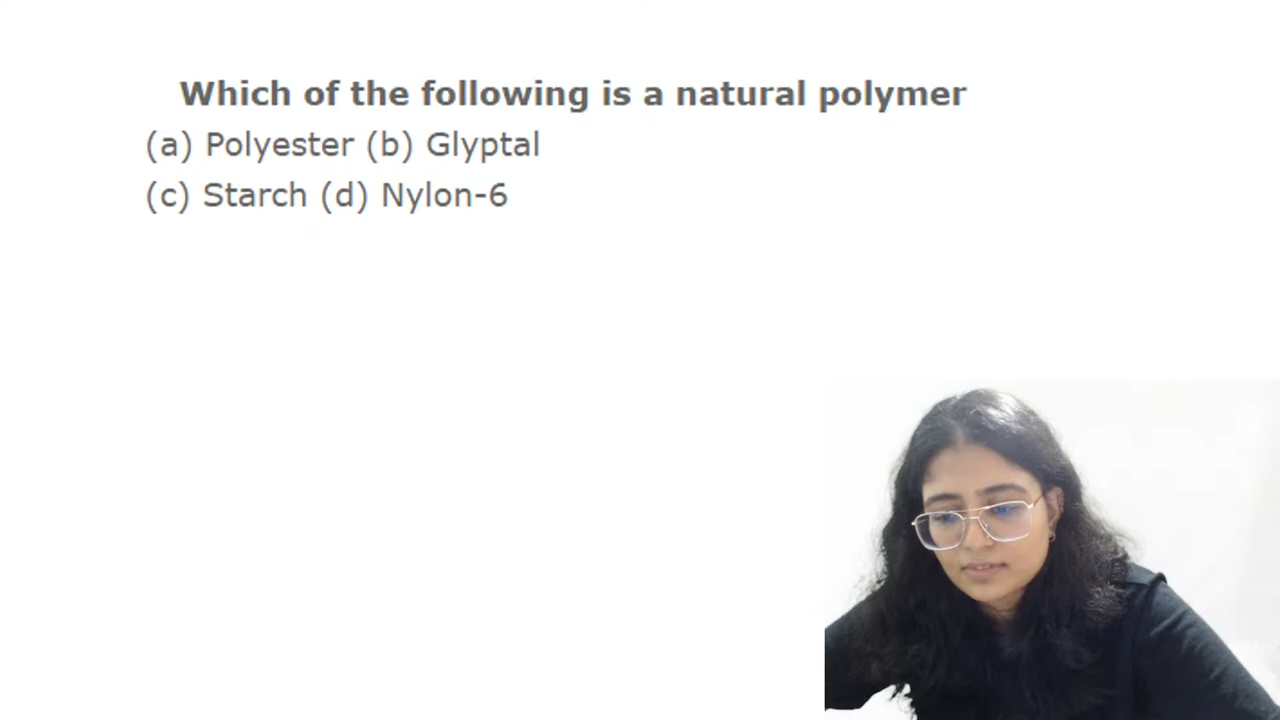 Which of the following is a natural polymer
(a) Polyester (b) Glyptal
(c) Starch (d) Nylon-6